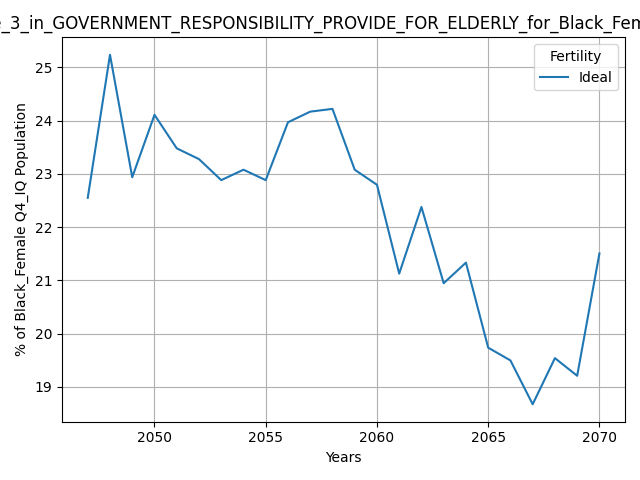 _3_in_GOVERNMENT_RESPONSIBILITY_PROVIDE_FOR_ELDERLY_for_Black_Fem
Fertility
Ideal
25
24
23
22
21
20
19
% of Black_Female Q4_IQ Population
2050
2055
2060
2065
2070
Years